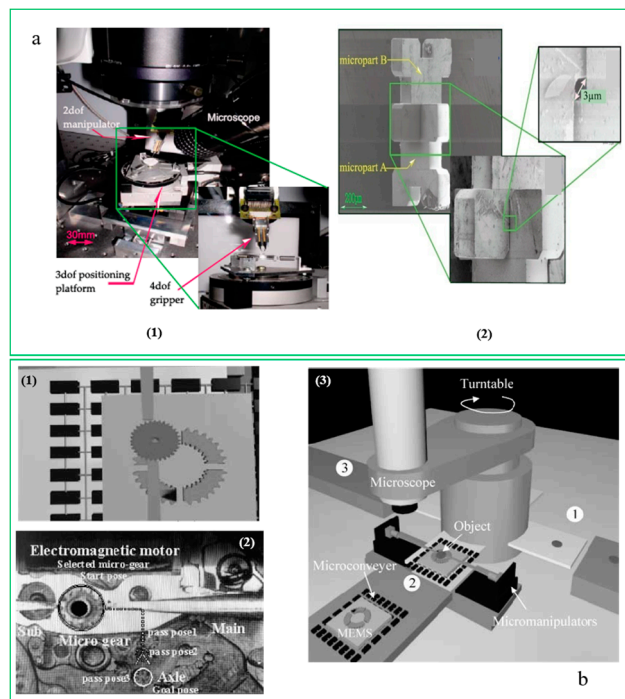 a
2dof
manipulator
Microscope
30mm
3dof positioning
platform
4dof
gripper
(1)
micropart B
micropart A
3μm
(2)
(1)
(2)
Electromagnetic motor
Selected micro-gear
Start pose
Sub
Micro gear
Main
pass pose1
pass pose2
pass pose3
Axle
Goal pose
(3)
Turntable
3
Microscope
1
Object
Microconveyer
2
MEMS
Micromanipulators
b